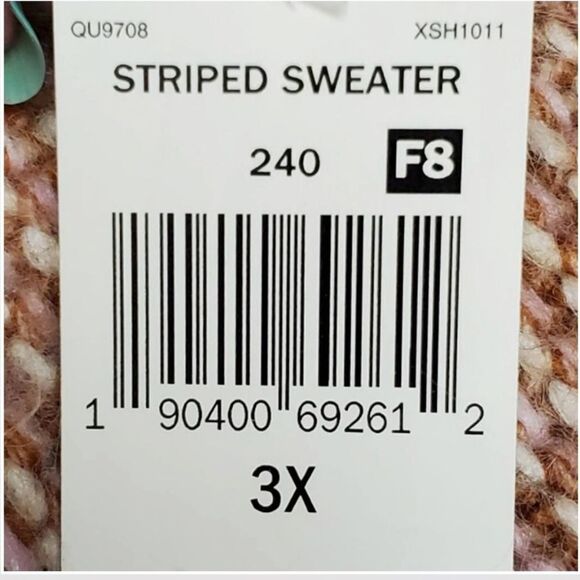 QU9708 XSH1011
STRIPED SWEATER
240 F8
1 90400 69261 2
3X